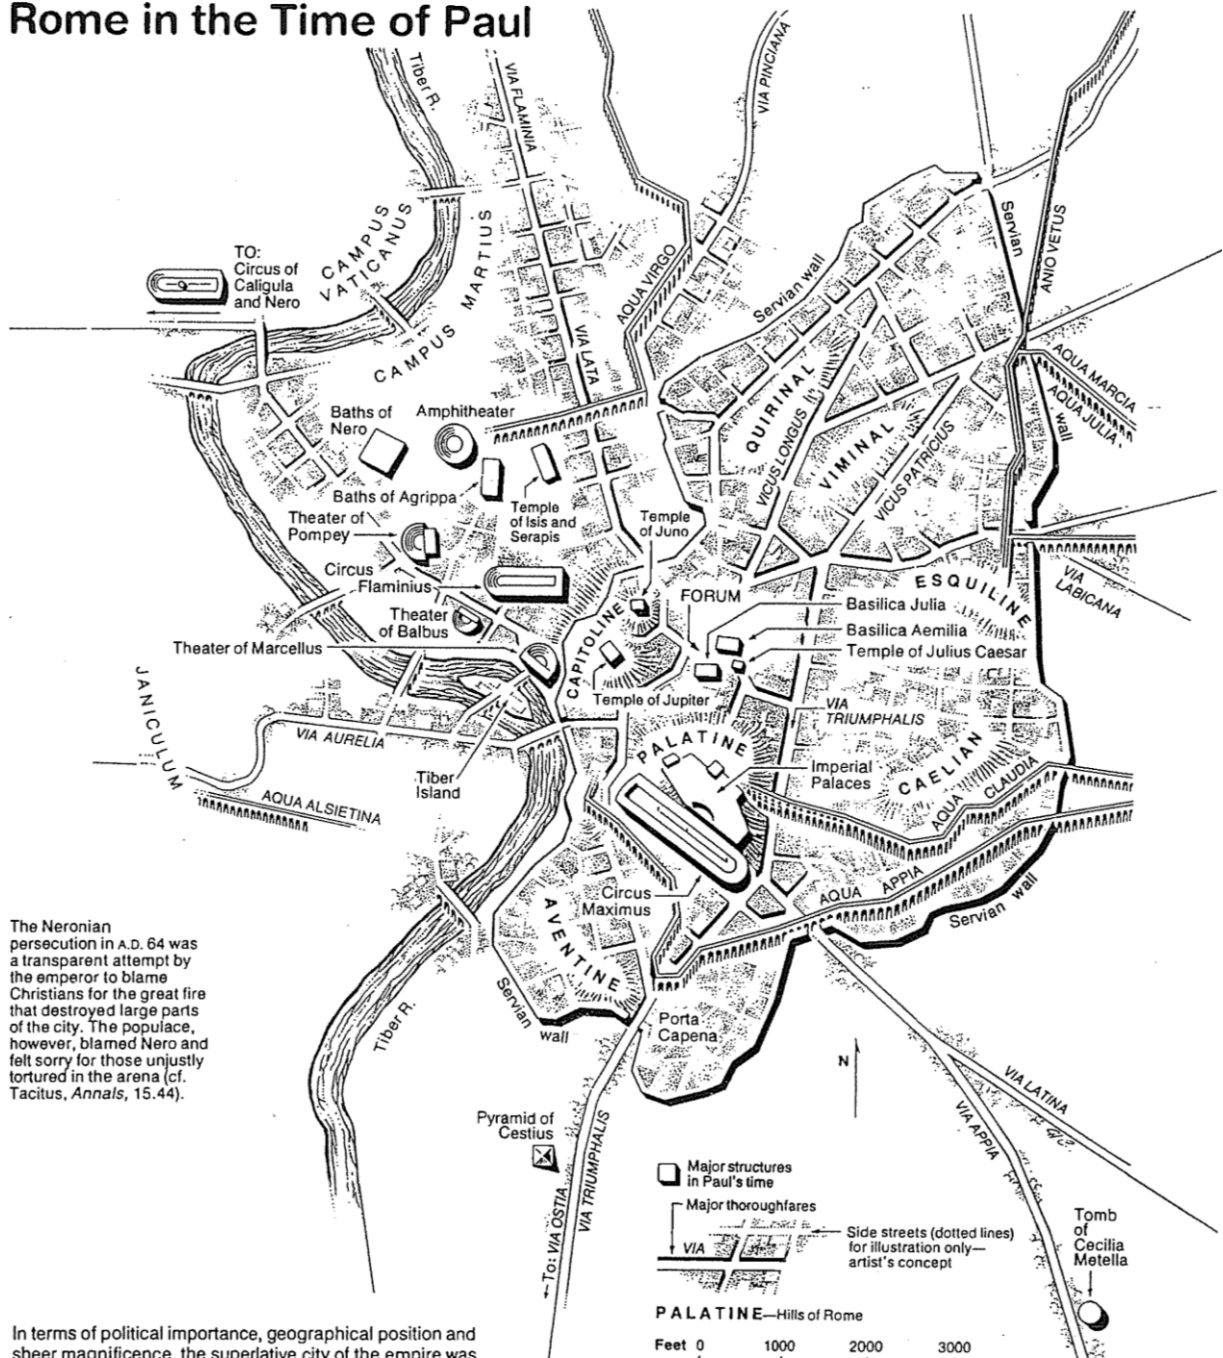 Rome in the Time of Paul
Tiber R.
VIA FLAMINIA
VIA PINCIANA
CAMPUS
VATICANUS
CAMPUS MARTIUS
TO:
Circus of
Caligula
and Nero
AQUA VIRGO
VIA LATA
Servian wall
Servian
wall
ANIO VETUS
AQUA MARCIA
AQUA JULIA
QUIRINAL
VICUS LONGUS
VIMINAL
VICUS PATRICIUS
Baths of
Nero
Amphitheater
Baths of Agrippa
Temple
of Isis and
Serapis
Theater of
Pompey
Temple
of Juno
Circus
Flaminius
FORUM
ESQUILINE
VIA
LABICANA
Theater
of Balbus
CAPITOLINE
Basilica Julia
Basilica Aemilia
Temple of Julius Caesar
Theater of Marcellus
Temple of Jupiter
JANICULUM
VIA AURELIA
VIA
TRIUMPHALIS
PALATINE
Imperial
Palaces
CAELIAN
AQUA CLAUDIA
Tiber
Island
AQUA ALSIETINA
Circus
Maximus
AQUA APPIA
Servian wall
AVENTINE
Servian
wall
Tiber R.
Porta
Capena
The Neronian
persecution in A.D. 64 was
a transparent attempt by
the emperor to blame
Christians for the great fire
that destroyed large parts
of the city. The populace,
however, blamed Nero and
felt sorry for those unjustly
tortured in the arena (cf.
Tacitus, Annals, 15.44).
N
VIA LATINA
VIA APPIA
Pyramid of
Cestius
To: VIA OSTIA
VIA TRIUMPHALIS
Major structures
in Paul's time
Major thoroughfares
VIA
Side streets (dotted lines)
for illustration only—
artist's concept
Tomb
of
Cecilia
Metella
PALATINE—Hills of Rome
Feet 0 1000 2000 3000
In terms of political importance, geographical position and
sheer magnificence, the superlative city of the empire was